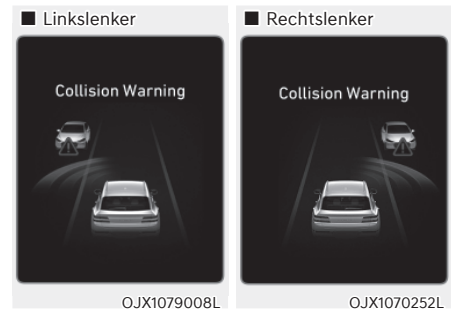 ■ Linkslenker
Collision Warning
OJX1079008L
■ Rechtslenker
Collision Warning
OJX1070252L